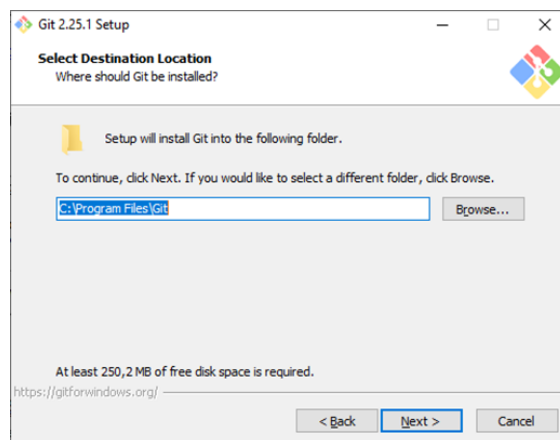 Git 2.25.1 Setup
Select Destination Location
Where should Git be installed?
Setup will install Git into the following folder.
To continue, click Next. If you would like to select a different folder, click Browse.
C:\Program Files\Git
Browse...
At least 250,2 MB of free disk space is required.
https://gitforwindows.org/
< Back
Next >
Cancel